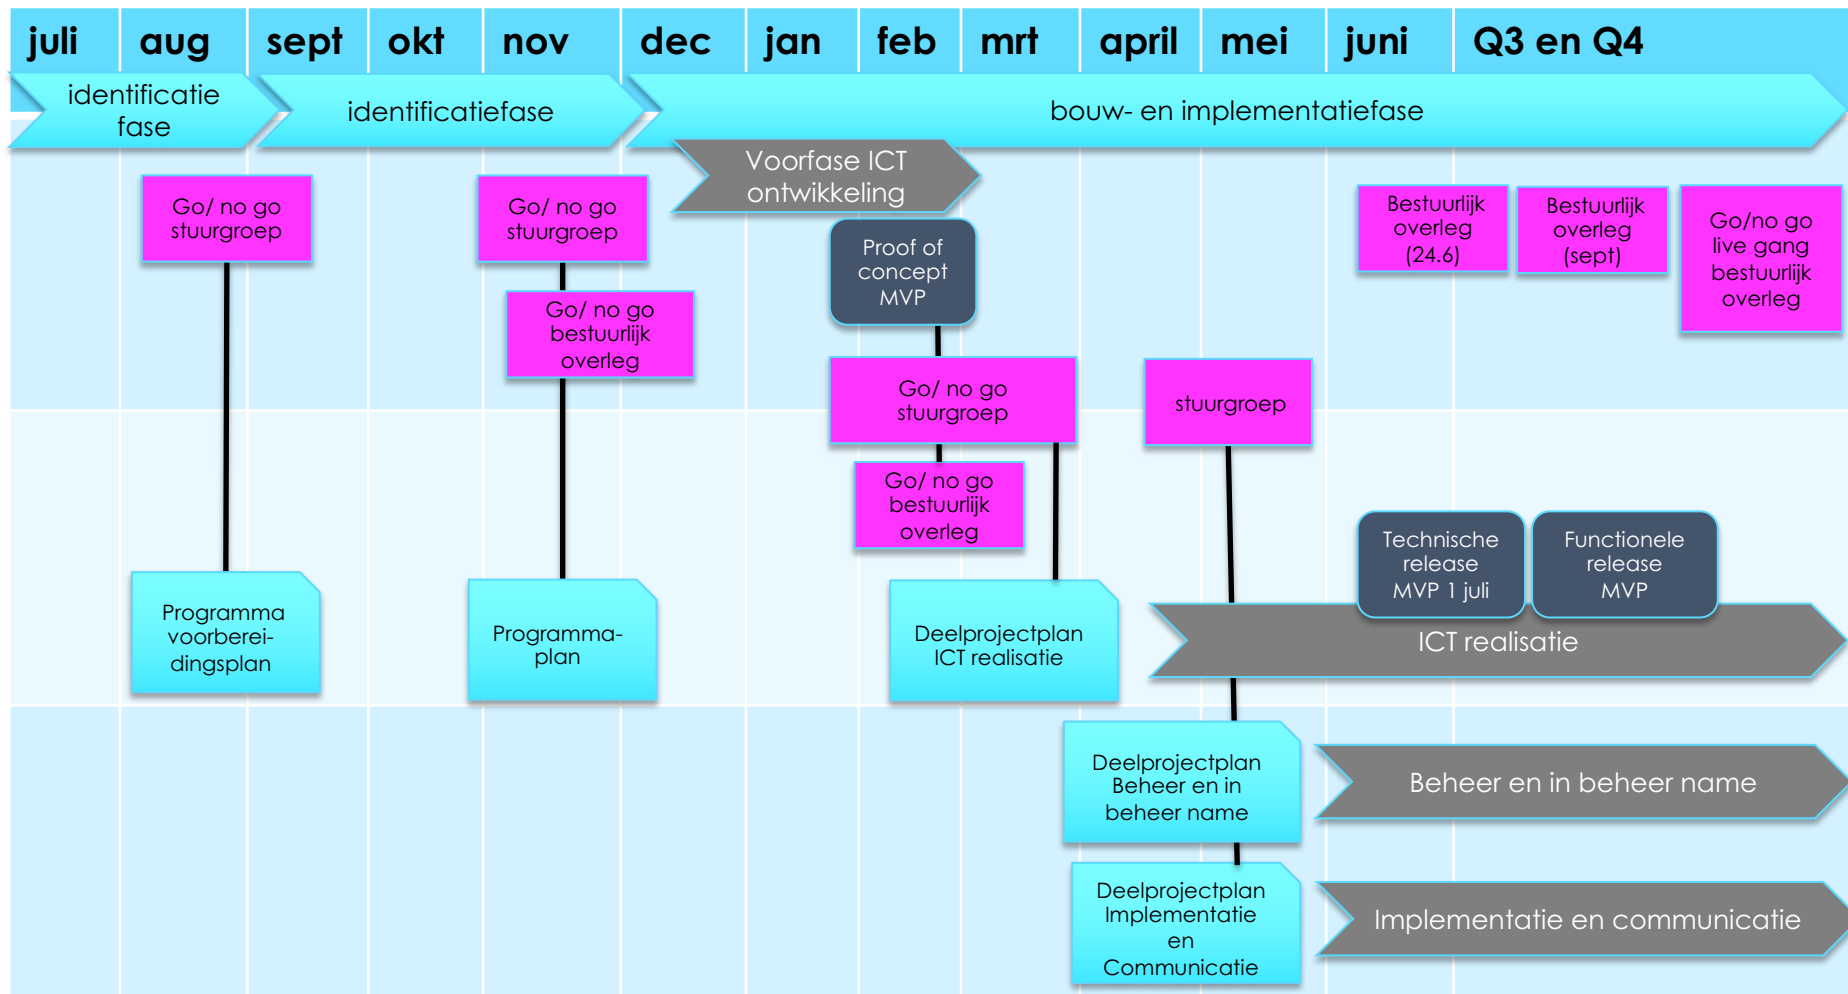 juli
aug
sept
okt
nov
dec
jan
feb
mrt
april
mei
juni
Q3 en Q4
identificatie
fase
identificatiefase
bouw- en implementatiefase
Voorfase ICT
ontwikkeling
Go/ no go
stuurgroep
Go/ no go
stuurgroep
Go/ no go
bestuurlijk
overleg
Proof of
concept
MVP
Go/ no go
stuurgroep
Go/ no go
bestuurlijk
overleg
stuurgroep
Bestuurlijk
overleg
(24.6)
Bestuurlijk
overleg
(sept)
Go/no go
live gang
bestuurlijk
overleg
Technische
release
MVP 1 juli
Functionele
release
MVP
Programma
voorberei-
dingsplan
Programma-
plan
Deelprojectplan
ICT realisatie
ICT realisatie
Deelprojectplan
Beheer en in
beheer name
Beheer en in beheer name
Deelprojectplan
Implementatie
en
Communicatie
Implementatie en communicatie